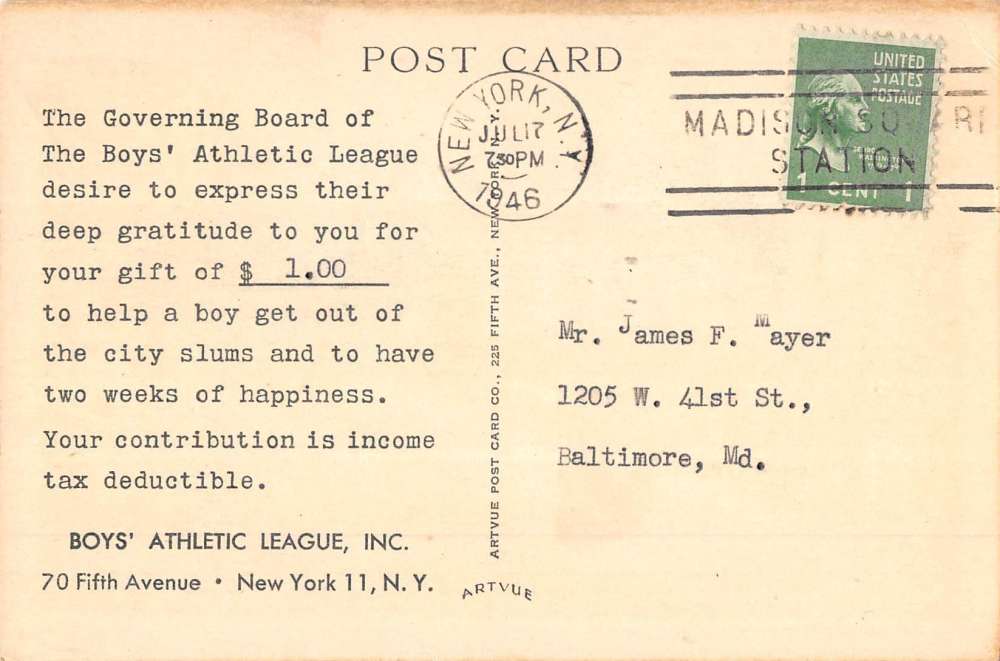 POST CARD
The Governing Board of
The Boys' Athletic League
desire to express their
deep gratitude to you for
your gift of $ 1.00
to help a boy get out of
the city slums and to have
two weeks of happiness.
Your contribution is income
tax deductible.
BOYS' ATHLETIC LEAGUE, INC.
70 Fifth Avenue • New York 11, N. Y.
ARTVUE POST CARD CO., 225 FIFTH AVE., NEW YORK, N. Y.
ARTVUE
NEW YORK, N.Y.
JUL 17
730 PM
1946
MADISON SQUARE
STATION
UNITED
STATES
POSTAGE
1 CENT 1
Mr. James F. Mayer
1205 W. 41st St.,
Baltimore, Md.